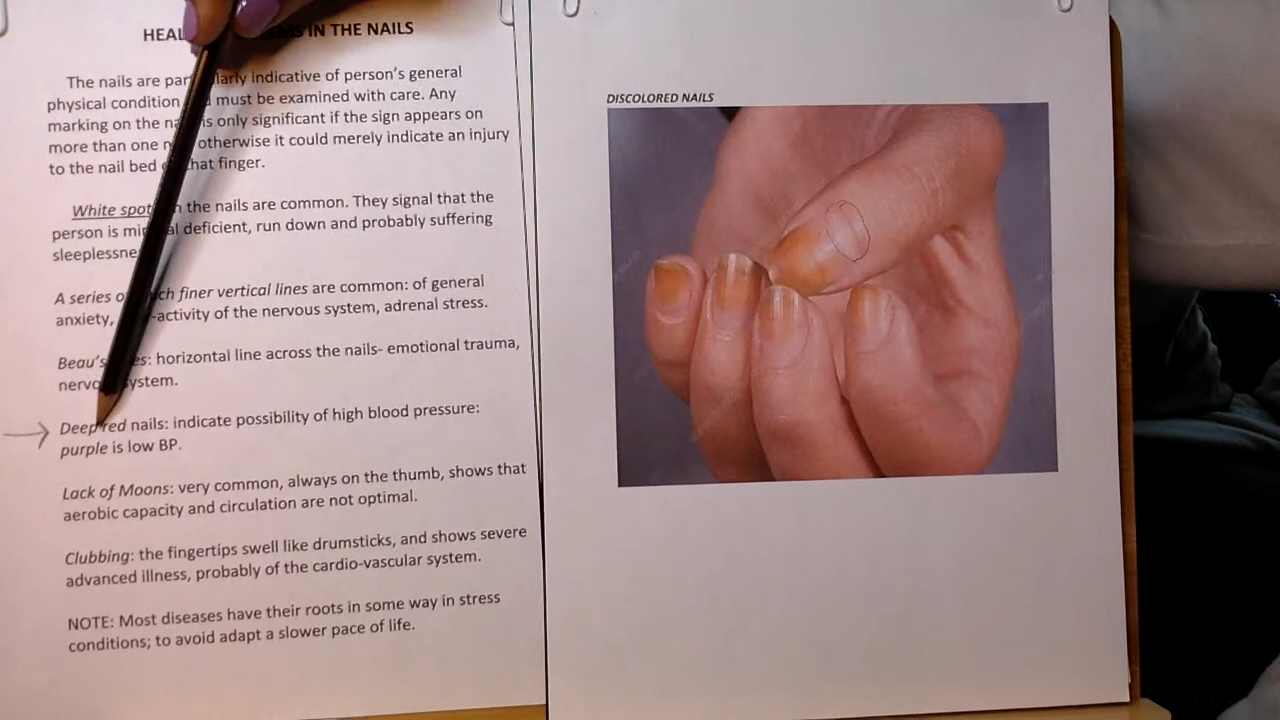 HEAL IN THE NAILS
The nails are par larly indicative of person's general
physical condition must be examined with care. Any
marking on the na is only significant if the sign appears on
more than one n otherwise it could merely indicate an injury
to the nail bed hat finger.
White spot in the nails are common. They signal that the
person is mi al deficient, run down and probably suffering
sleeplessne
A series o ch finer vertical lines are common: of general
anxiety, -activity of the nervous system, adrenal stress.
Beau's es: horizontal line across the nails- emotional trauma,
nervo system.
Deep red nails: indicate possibility of high blood pressure:
purple is low BP.
Lack of Moons: very common, always on the thumb, shows that
aerobic capacity and circulation are not optimal.
Clubbing: the fingertips swell like drumsticks, and shows severe
advanced illness, probably of the cardio-vascular system.
NOTE: Most diseases have their roots in some way in stress
conditions; to avoid adapt a slower pace of life.
DISCOLORED NAILS